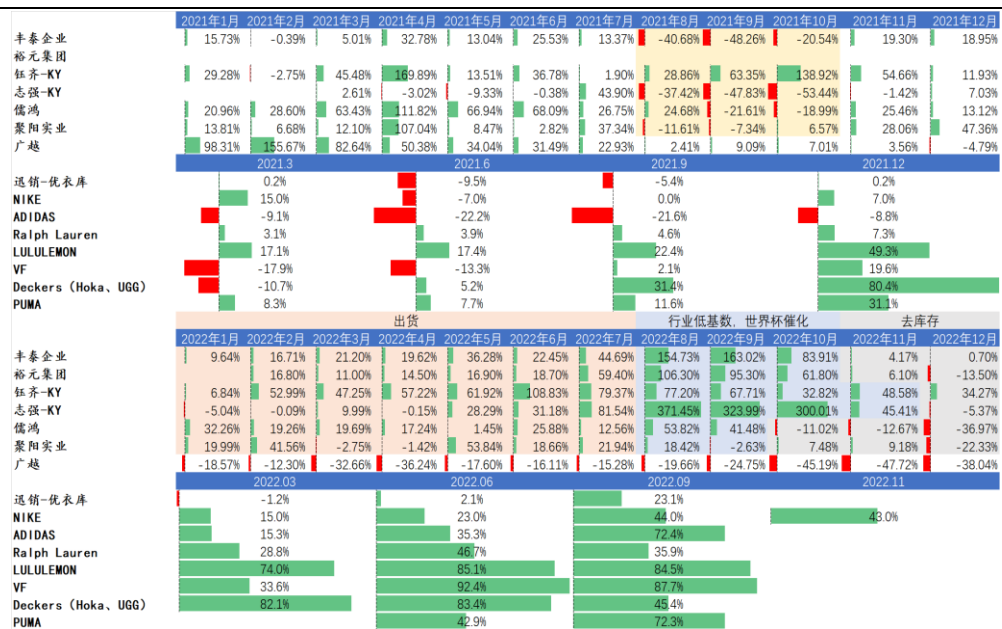 2021年1月 2021年2月 2021年3月 2021年4月 2021年5月 2021年6月 2021年7月 2021年8月 2021年9月 2021年10月 2021年11月 2021年12月
丰泰企业 15.73% -0.39% 5.01% 32.78% 13.04% 25.53% 13.37% -40.68% -48.26% -20.54% 19.30% 18.95%
裕元集团
钰齐-KY 29.28% -2.75% 45.48% 169.89% 13.51% 36.78% 1.90% 28.86% 63.35% 138.92% 54.66% 11.93%
志强-KY 2.61% -3.02% -9.33% -0.38% 43.90% -37.42% -47.83% -53.44% -1.42% 7.03%
儒鸿 20.96% 28.60% 63.43% 111.82% 66.94% 68.09% 26.75% 24.68% -21.61% -18.99% 25.46% 13.12%
聚阳实业 13.81% 6.68% 12.10% 107.04% 8.47% 2.82% 37.34% -11.61% -7.34% 6.57% 28.06% 47.36%
广越 98.31% 155.67% 82.64% 50.38% 34.04% 31.49% 22.93% 2.41% 9.09% 7.01% 3.56% -4.79%
2021.3 2021.6 2021.9 2021.12
迅销-优衣库 0.2% -9.5% -5.4% 0.2%
NIKE 15.0% -7.0% 0.0% 7.0%
ADIDAS -9.1% -22.2% -21.6% -8.8%
Ralph Lauren 3.1% 3.9% 4.6% 7.3%
LULULEMON 17.1% 17.4% 22.4% 49.3%
VF -17.9% -13.3% 2.1% 19.6%
Deckers (Hoka、UGG) -10.7% 5.2% 31.4% 80.4%
PUMA 8.3% 7.7% 11.6% 31.1%
出货 行业低基数，世界杯催化 去库存
2022年1月 2022年2月 2022年3月 2022年4月 2022年5月 2022年6月 2022年7月 2022年8月 2022年9月 2022年10月 2022年11月 2022年12月
丰泰企业 9.64% 16.71% 21.20% 19.62% 36.28% 22.45% 44.69% 154.73% 163.02% 83.91% 4.17% 0.70%
裕元集团 16.80% 11.00% 14.50% 16.90% 18.70% 59.40% 106.30% 95.30% 61.80% 6.10% -13.50%
钰齐-KY 6.84% 52.99% 47.25% 57.22% 61.92% 108.83% 79.37% 77.20% 67.71% 32.82% 48.58% 34.27%
志强-KY -5.04% -0.09% 9.99% -0.15% 28.29% 31.18% 81.54% 371.45% 323.99% 300.01% 45.41% -5.37%
儒鸿 32.26% 19.26% 19.69% 17.24% 1.45% 25.88% 12.56% 53.82% 41.48% -11.02% -12.67% -36.97%
聚阳实业 19.99% 41.56% -2.75% -1.42% 53.84% 18.66% 21.94% 18.42% -2.63% 7.48% 9.18% -22.33%
广越 -18.57% -12.30% -32.66% -36.24% -17.60% -16.11% -15.28% -19.66% -24.75% -45.19% -47.72% -38.04%
2022.03 2022.06 2022.09 2022.11
迅销-优衣库 -1.2% 2.1% 23.1%
NIKE 15.0% 23.0% 44.0% 43.0%
ADIDAS 15.3% 35.3% 72.4%
Ralph Lauren 28.8% 46.7% 35.9%
LULULEMON 74.0% 85.1% 84.5%
VF 33.6% 92.4% 87.7%
Deckers (Hoka、UGG) 82.1% 83.4% 45.4%
PUMA 42.9% 72.3%